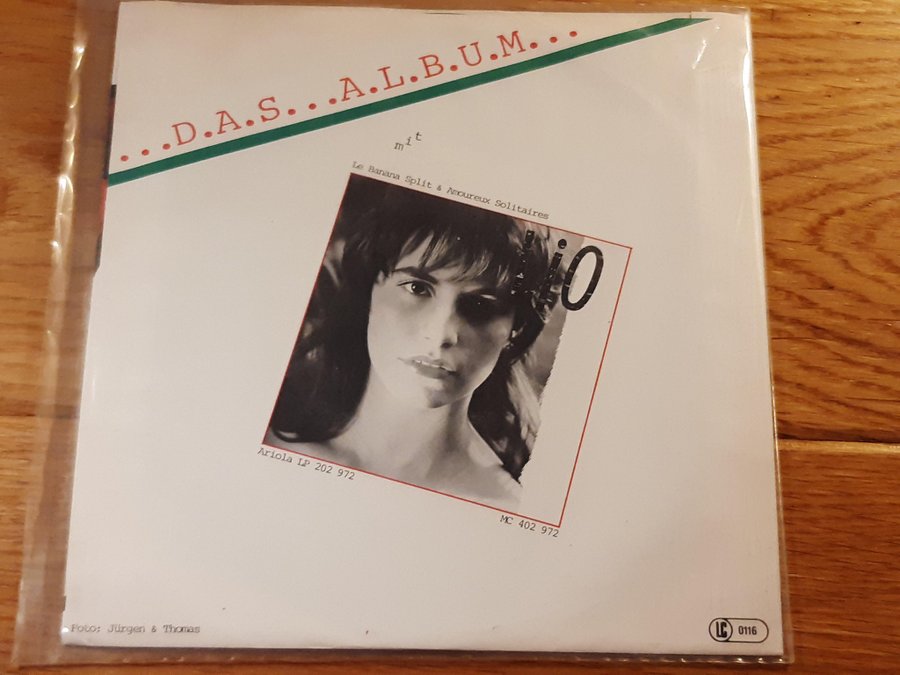 ...D.A.S...A.L.B.U.M...
mit
Le Banana Split & Amoureux Solitaires
Lio
Ariola LP 202 972
MC 402 972
Foto: Jürgen & Thomas
LC 0116